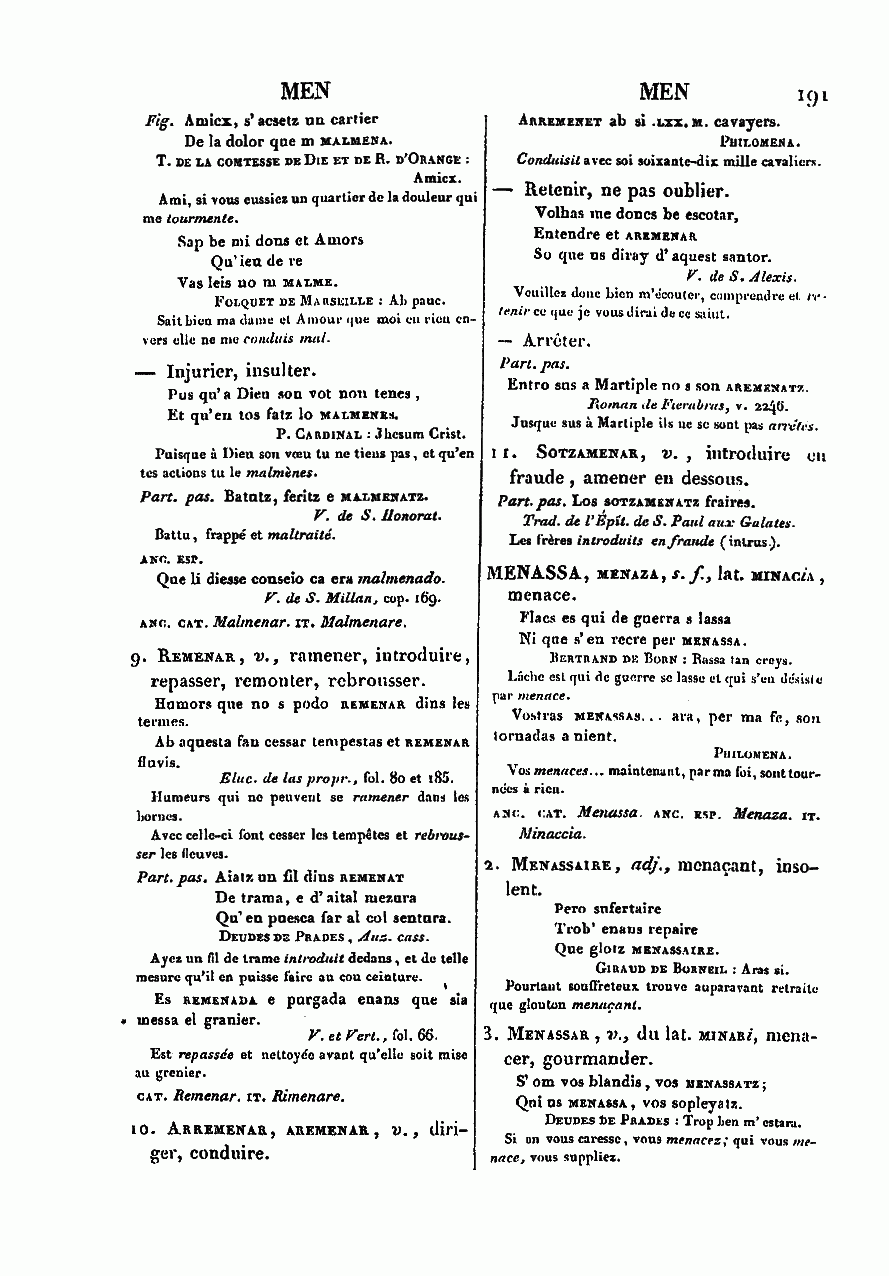 MEN
MEN 191
Fig. Amicx, s'acsetz un cartier
De la dolor que m MALMENA.
T. DE LA COMTESSE DE DIE ET DE R. D'ORANGE :
Amicx.
Ami, si vous eussiez un quartier de la douleur qui
me tourmente.
Sap be mi dons et Amors
Qu'ieu de re
Vas leis no m MALME.
FOLQUET DE MARSEILLE : Ab pauc.
Sait bien ma dame et Amour que moi en rien en-
vers elle ne me conduis mal.
— Injurier, insulter.
Pus qu'a Dieu son vot non tenes,
Et qu'en tos fatz lo MALMENES.
P. CARDINAL : Jhesum Crist.
Puisque à Dieu son vœu tu ne tiens pas, et qu'en
tes actions tu le malmènes.
Part. pas. Batutz, feritz e MALMENATZ.
V. de S. Honorat.
Battu, frappé et maltraité.
ANC. ESP.
Que li diesse conseio ca era malmenado.
V. de S. Millan, cop. 169.
ANC. CAT. Malmenar. IT. Malmenare.
9. REMENAR, v., ramener, introduire,
repasser, remonter, rebrousser.
Humors que no s podo REMENAR dins les
termes.
Ab aquesta fan cessar tempestas et REMENAR
fluvis.
Eluc. de las propr., fol. 80 et 185.
Humeurs qui ne peuvent se ramener dans les
bornes.
Avec celle-ci font cesser les tempêtes et rebrous-
ser les fleuves.
Part. pas. Aiatz un fil dius REMENAT
De trama, e d'aital mezura
Qu'en puesca far al col sentura.
DEUDES DE PRADES, Auz. cass.
Ayez un fil de trame introduit dedans, et de telle
mesure qu'il en puisse faire au cou ceinture.
Es REMENADA e purgada enans que sia
messa el granier.
V. et Vert., fol. 66.
Est repassée et nettoyée avant qu'elle soit mise
au grenier.
CAT. Remenar. IT. Rimenare.
10. ARREMENAR, AREMENAR, v., diri-
ger, conduire.
ARREMENET ab si .LXX. M. cavayers.
PHILOMENA.
Conduisit avec soi soixante-dix mille cavaliers.
— Retenir, ne pas oublier.
Volhas me doncs be escotar,
Entendre et AREMENAR
So que us diray d'aquest santor.
V. de S. Alexis.
Veuillez donc bien m'écouter, comprendre et re-
tenir ce que je vous dirai de ce saint.
— Arrêter.
Part. pas.
Entro sus a Martiple no s son AREMENATZ.
Roman de Fierabras, v. 2246.
Jusque sus à Martiple ils ne se sont pas arrêtés.
11. SOTZAMENAR, v., introduire en
fraude, amener en dessous.
Part. pas. Los SOTZAMENATZ fraires.
Trad. de l'Épît. de S. Paul aux Galates.
Les frères introduits en fraude (intrus.).
MENASSA, MENAZA, s. f., lat. MINACiA,
menace.
Flacs es qui de guerra s lassa
Ni que s'en recre per MENASSA.
BERTRAND DE BORN : Rassa tan creys.
Lâche est qui de guerre se lasse et qui s'en désiste
par menace.
Vostras MENASSAS... ara, per ma fe, son
tornadas a nient.
PHILOMENA.
Vos menaces... maintenant, par ma foi, sont tour-
nées à rien.
ANC. CAT. Menassa. ANC. ESP. Menaza. IT.
Minaccia.
2. MENASSAIRE, adj., menaçant, inso-
lent.
Pero sufertaire
Trob' enans repaire
Que glotz MENASSAIRE.
GIRAUD DE BORNEIL : Aras si.
Pourtant souffreteux trouve auparavant retraite
que glouton menaçant.
3. MENASSAR, v., du lat. MINARi, mena-
cer, gourmander.
S'om vos blandis, vos MENASSATZ;
Qui us MENASSA, vos sopleyatz.
DEUDES DE PRADES : Trop ben m'estara.
Si on vous caresse, vous menacez; qui vous me-
nace, vous suppliez.